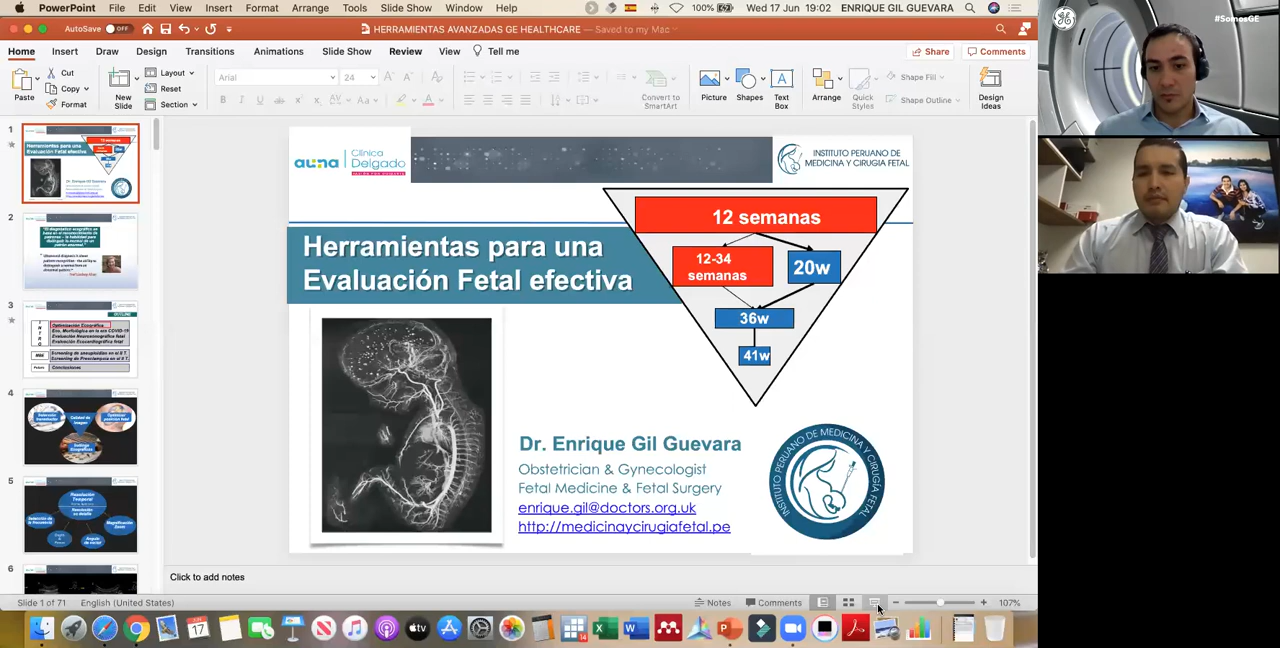 PowerPoint File Edit View Insert Format Arrange Tools Slide Show Window Help 100% Wed 17 Jun 19:02 ENRIQUE GIL GUEVARA
AutoSave OFF HERRAMIENTAS AVANZADAS GE HEALTHCARE — Saved to my Mac
Home Insert Draw Design Transitions Animations Slide Show Review View Tell me Share Comments
Paste Cut Copy Format
New Slide Layout Reset Section
Arial 24
Convert to SmartArt
Picture Shapes Text Box Arrange Quick Styles Shape Fill Shape Outline Design Ideas
#SomosGE
1
2
3
4
5
6
auna Clínica Delgado
INSTITUTO PERUANO DE
MEDICINA Y CIRUGÍA FETAL
12 semanas
12-34
semanas
20w
36w
41w
Herramientas para una
Evaluación Fetal efectiva
Dr. Enrique Gil Guevara
Obstetrician & Gynecologist
Fetal Medicine & Fetal Surgery
enrique.gil@doctors.org.uk
http://medicinaycirugiafetal.pe
INSTITUTO PERUANO DE MEDICINA Y CIRUGÍA FETAL
Click to add notes
Slide 1 of 71 English (United States) Notes Comments 107%